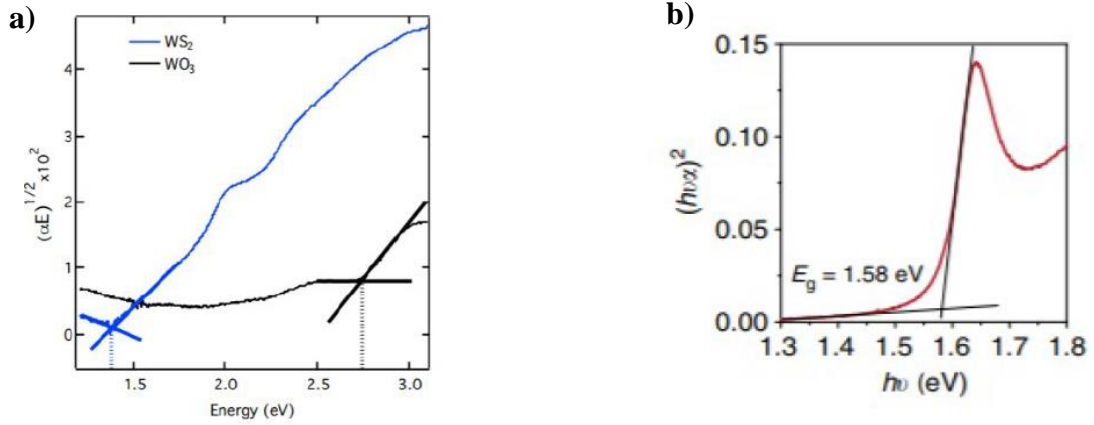 a)
WS₂
WO₃
4
3
2
1
0
(αE)^1/2 x10²
1.5 2.0 2.5 3.0
Energy (eV)
b)
0.15
0.10
0.05
0.00
(hυα)²
E_g = 1.58 eV
1.3 1.4 1.5 1.6 1.7 1.8
hυ (eV)